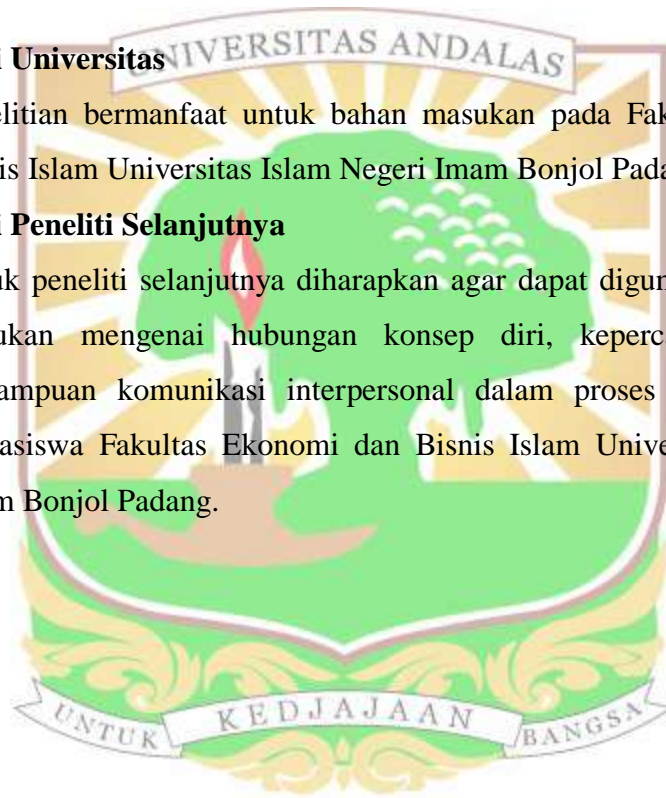 UNIVERSITAS ANDALAS
i Universitas
elitian bermanfaat untuk bahan masukan pada Fak
is Islam Universitas Islam Negeri Imam Bonjol Pada
i Peneliti Selanjutnya
uk peneliti selanjutnya diharapkan agar dapat digun
ukan mengenai hubungan konsep diri, keperc
ampuan komunikasi interpersonal dalam proses
asiswa Fakultas Ekonomi dan Bisnis Islam Unive
m Bonjol Padang.
UNTUK KEDJAJAAN BANGSA